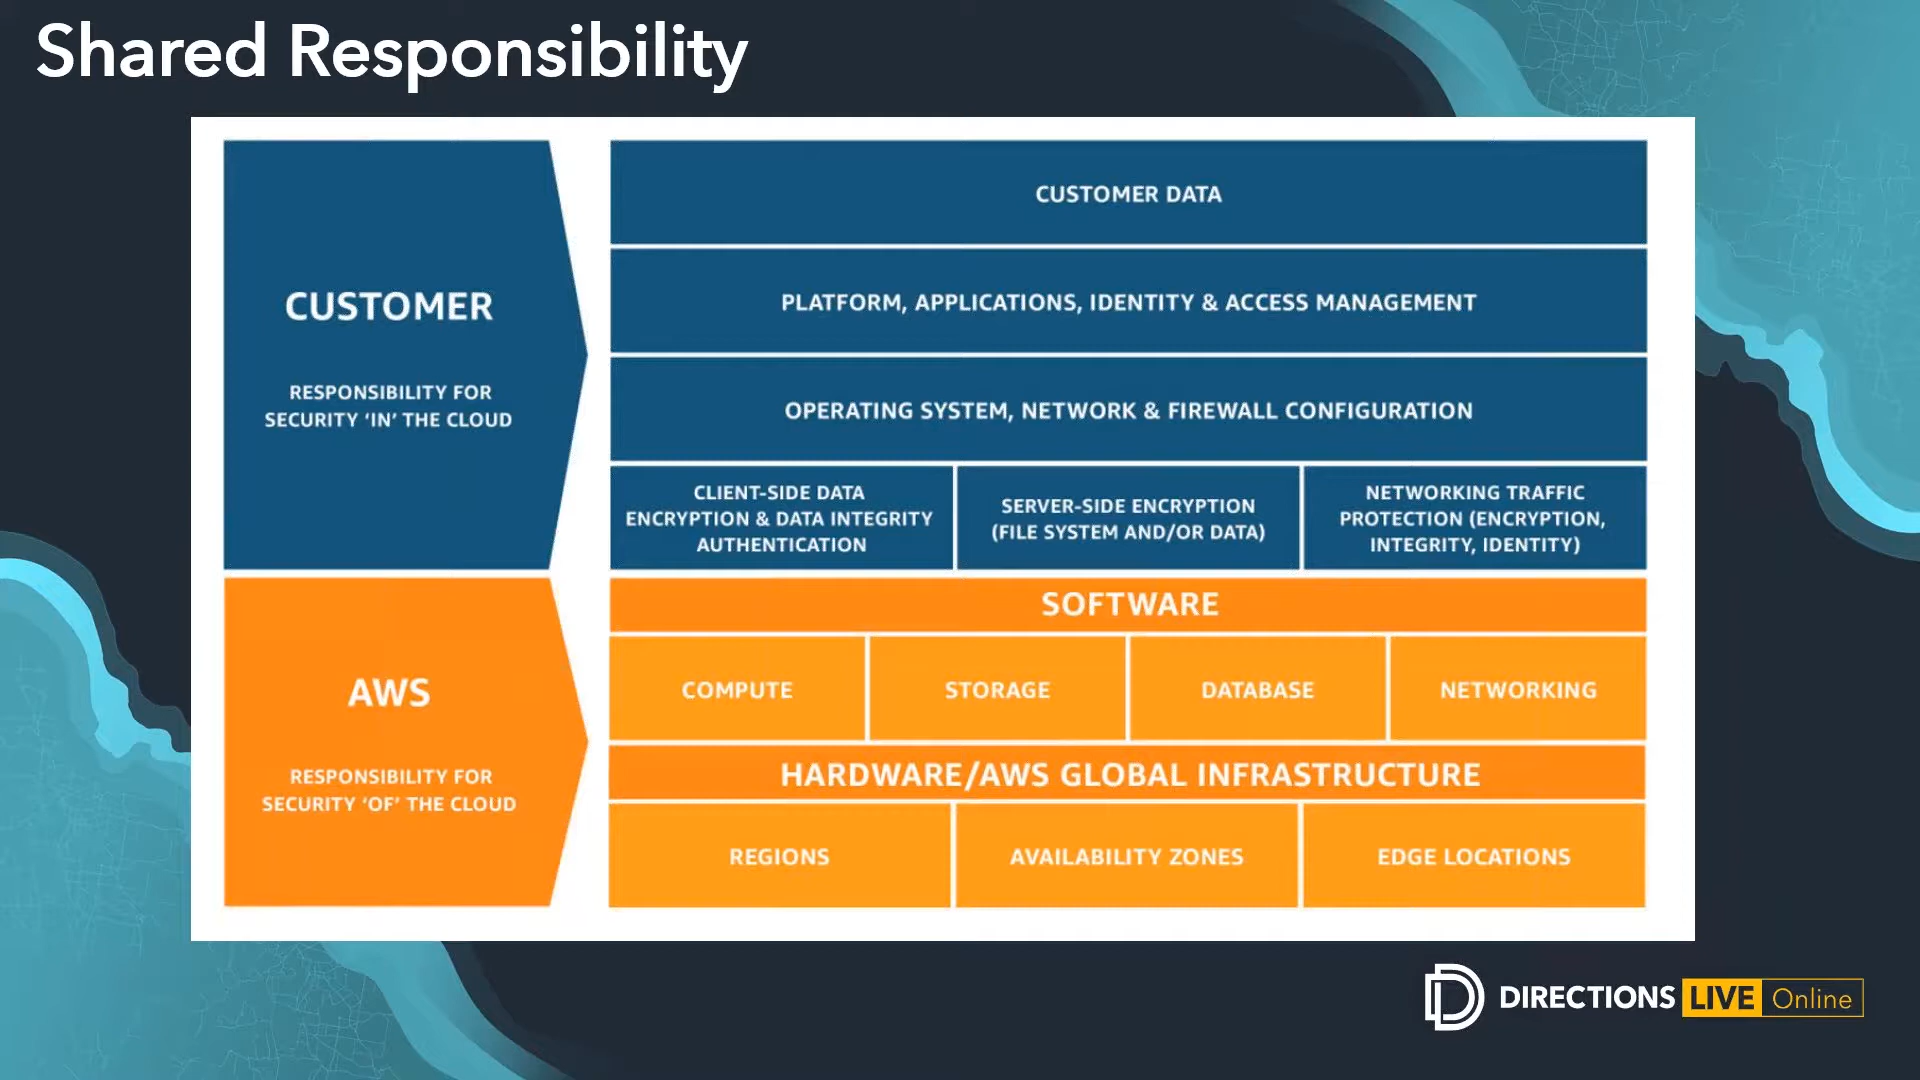 Shared Responsibility
CUSTOMER
RESPONSIBILITY FOR
SECURITY ‘IN’ THE CLOUD
CUSTOMER DATA
PLATFORM, APPLICATIONS, IDENTITY & ACCESS MANAGEMENT
OPERATING SYSTEM, NETWORK & FIREWALL CONFIGURATION
CLIENT-SIDE DATA
ENCRYPTION & DATA INTEGRITY
AUTHENTICATION
SERVER-SIDE ENCRYPTION
(FILE SYSTEM AND/OR DATA)
NETWORKING TRAFFIC
PROTECTION (ENCRYPTION,
INTEGRITY, IDENTITY)
AWS
RESPONSIBILITY FOR
SECURITY ‘OF’ THE CLOUD
SOFTWARE
COMPUTE
STORAGE
DATABASE
NETWORKING
HARDWARE/AWS GLOBAL INFRASTRUCTURE
REGIONS
AVAILABILITY ZONES
EDGE LOCATIONS
DIRECTIONS LIVE Online